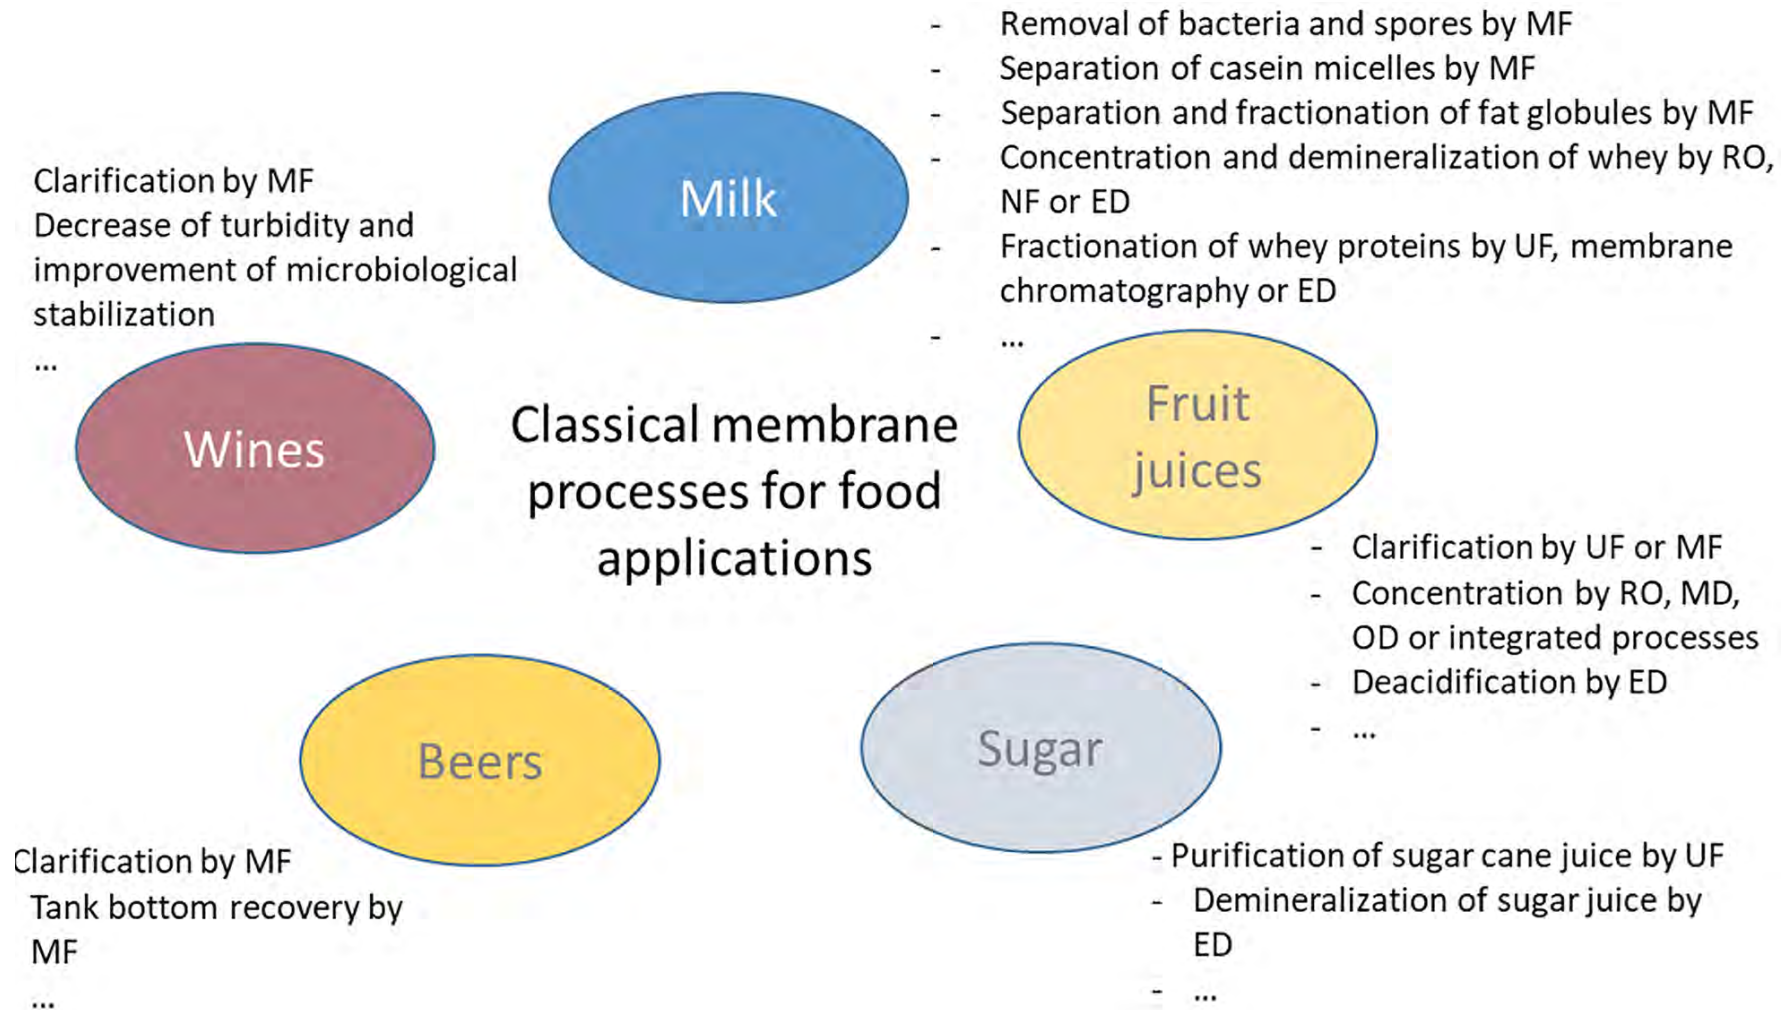 - Removal of bacteria and spores by MF
- Separation of casein micelles by MF
- Separation and fractionation of fat globules by MF
- Concentration and demineralization of whey by RO,
NF or ED
- Fractionation of whey proteins by UF, membrane
chromatography or ED
- ...
Milk
Clarification by MF
Decrease of turbidity and
improvement of microbiological
stabilization
...
Wines
Classical membrane
processes for food
applications
Fruit
juices
- Clarification by UF or MF
- Concentration by RO, MD,
OD or integrated processes
- Deacidification by ED
- ...
Beers
Sugar
Clarification by MF
Tank bottom recovery by
MF
...
- Purification of sugar cane juice by UF
- Demineralization of sugar juice by
ED
- ...